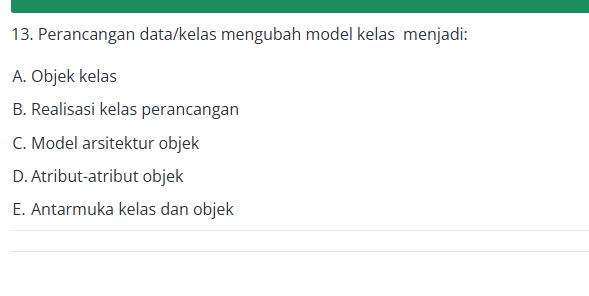 13. Perancangan data/kelas mengubah model kelas menjadi:
A. Objek kelas
B. Realisasi kelas perancangan
C. Model arsitektur objek
D. Atribut-atribut objek
E. Antarmuka kelas dan objek